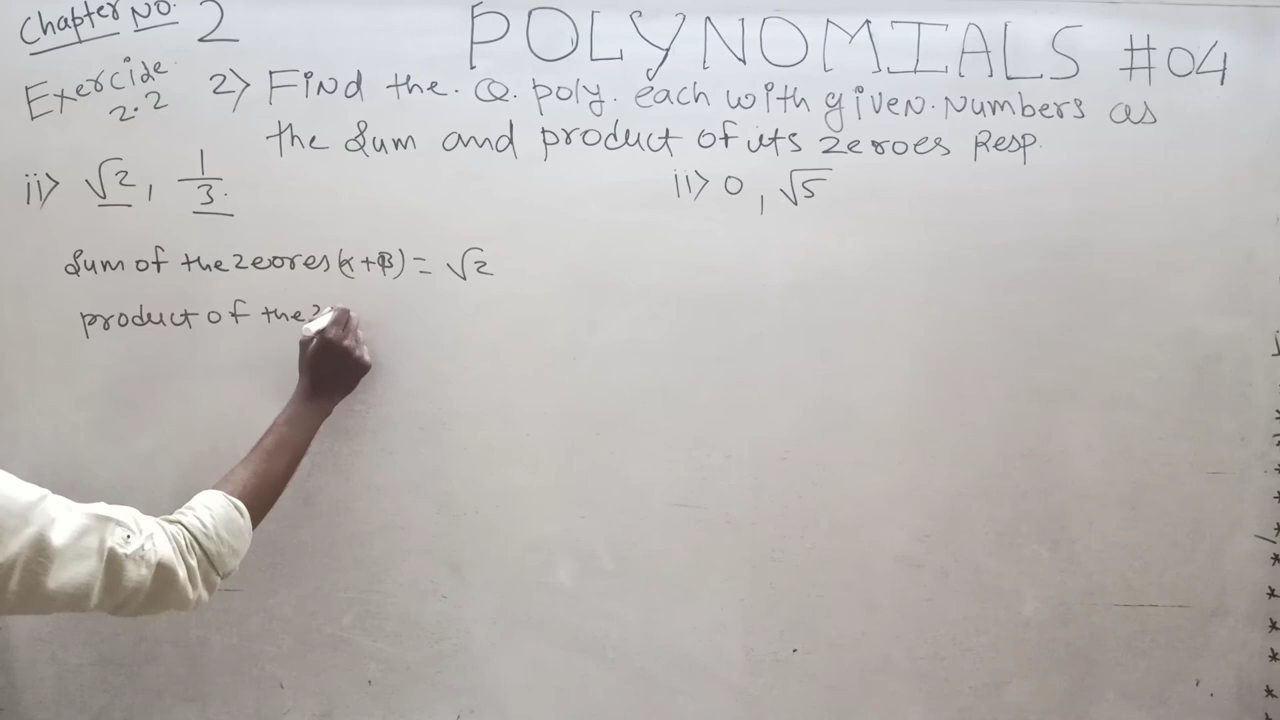 Chapter No. 2
POLYNOMIALS #04
Exercide 2.2
2) Find the. Q. poly. each with given. Numbers as
the Sum and product of its zeroes Resp.
ii) √2, 1/3.
ii) 0, √5
Sum of the zeores (α+β) = √2
product of the